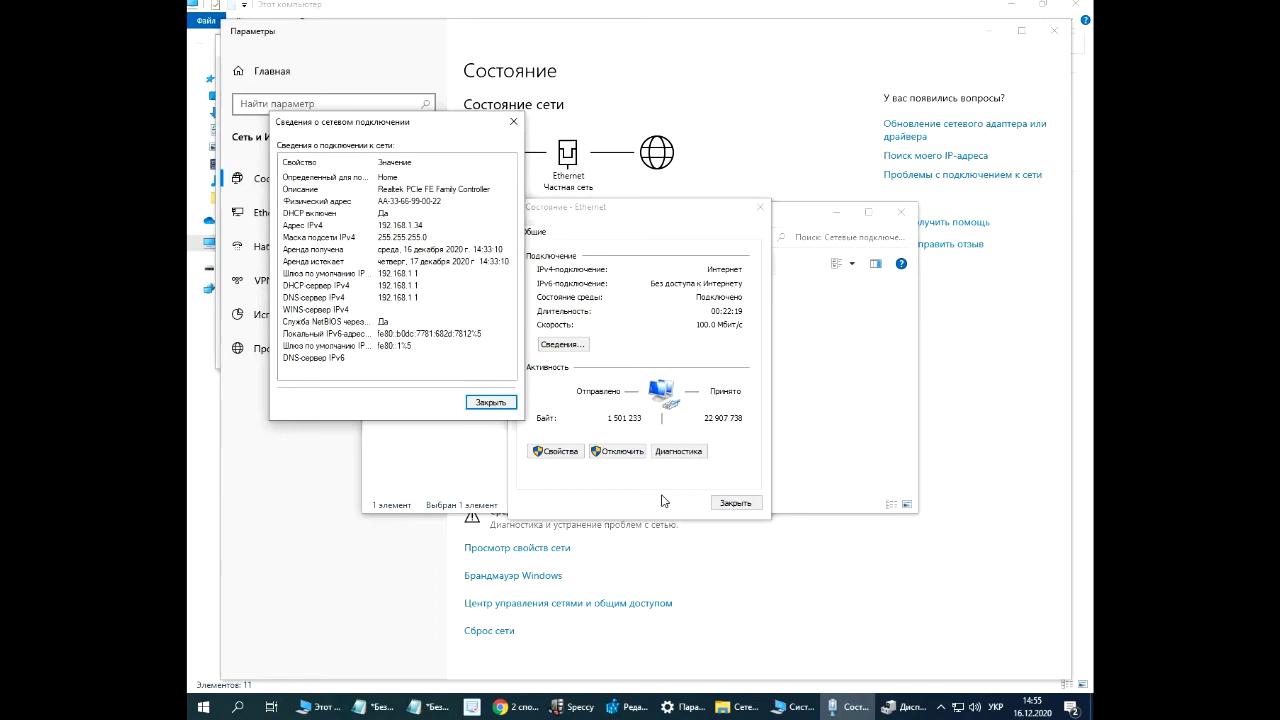 Этот компьютер
Файл
Параметры
Главная
Найти параметр
Сеть и И
Состояние
Состояние сети
Ethernet
Частная сеть
У вас появились вопросы?
Обновление сетевого адаптера или
драйвера
Поиск моего IP-адреса
Проблемы с подключением к сети
лучить помощь
править отзыв
Сведения о сетевом подключении
Сведения о подключении к сети:
Свойство Значение
Определенный для по... Home
Описание Realtek PCIe FE Family Controller
Физический адрес AA-33-66-99-00-22
DHCP включен Да
Адрес IPv4 192.168.1.34
Маска подсети IPv4 255.255.255.0
Аренда получена среда, 16 декабря 2020 г. 14:33:10
Аренда истекает четверг, 17 декабря 2020 г 14:33:10
Шлюз по умолчанию IP... 192.168.1.1
DHCP-сервер IPv4 192.168.1.1
DNS-сервер IPv4 192.168.1.1
WINS-сервер IPv4
Служба NetBIOS через... Да
Локальный IPv6-адрес... fe80::b0dc:7781:682d:7812%5
Шлюз по умолчанию IP... fe80::1%5
DNS-сервер IPv6
Закрыть
Состояние - Ethernet
Общие
Подключение
IPv4-подключение: Интернет
IPv6-подключение: Без доступа к Интернету
Состояние среды: Подключено
Длительность: 00:22:19
Скорость: 100.0 Мбит/с
Сведения...
Активность
Отправлено Принято
Байт: 1 501 233 22 907 738
Свойства Отключить Диагностика
Закрыть
Поиск: Сетевые подключе...
1 элемент Выбран 1 элемент
Диагностика и устранение проблем с сетью.
Просмотр свойств сети
Брандмауэр Windows
Центр управления сетями и общим доступом
Сброс сети
Сос
Ethe
Наб
VPN
Исп
Про
Элементов: 11
Этот ... *Без... *Без... 2 спо... Spessy Реда... Пара... Сете... Сист... Сост... Дисп... УКР 14:55
16.12.2020
2